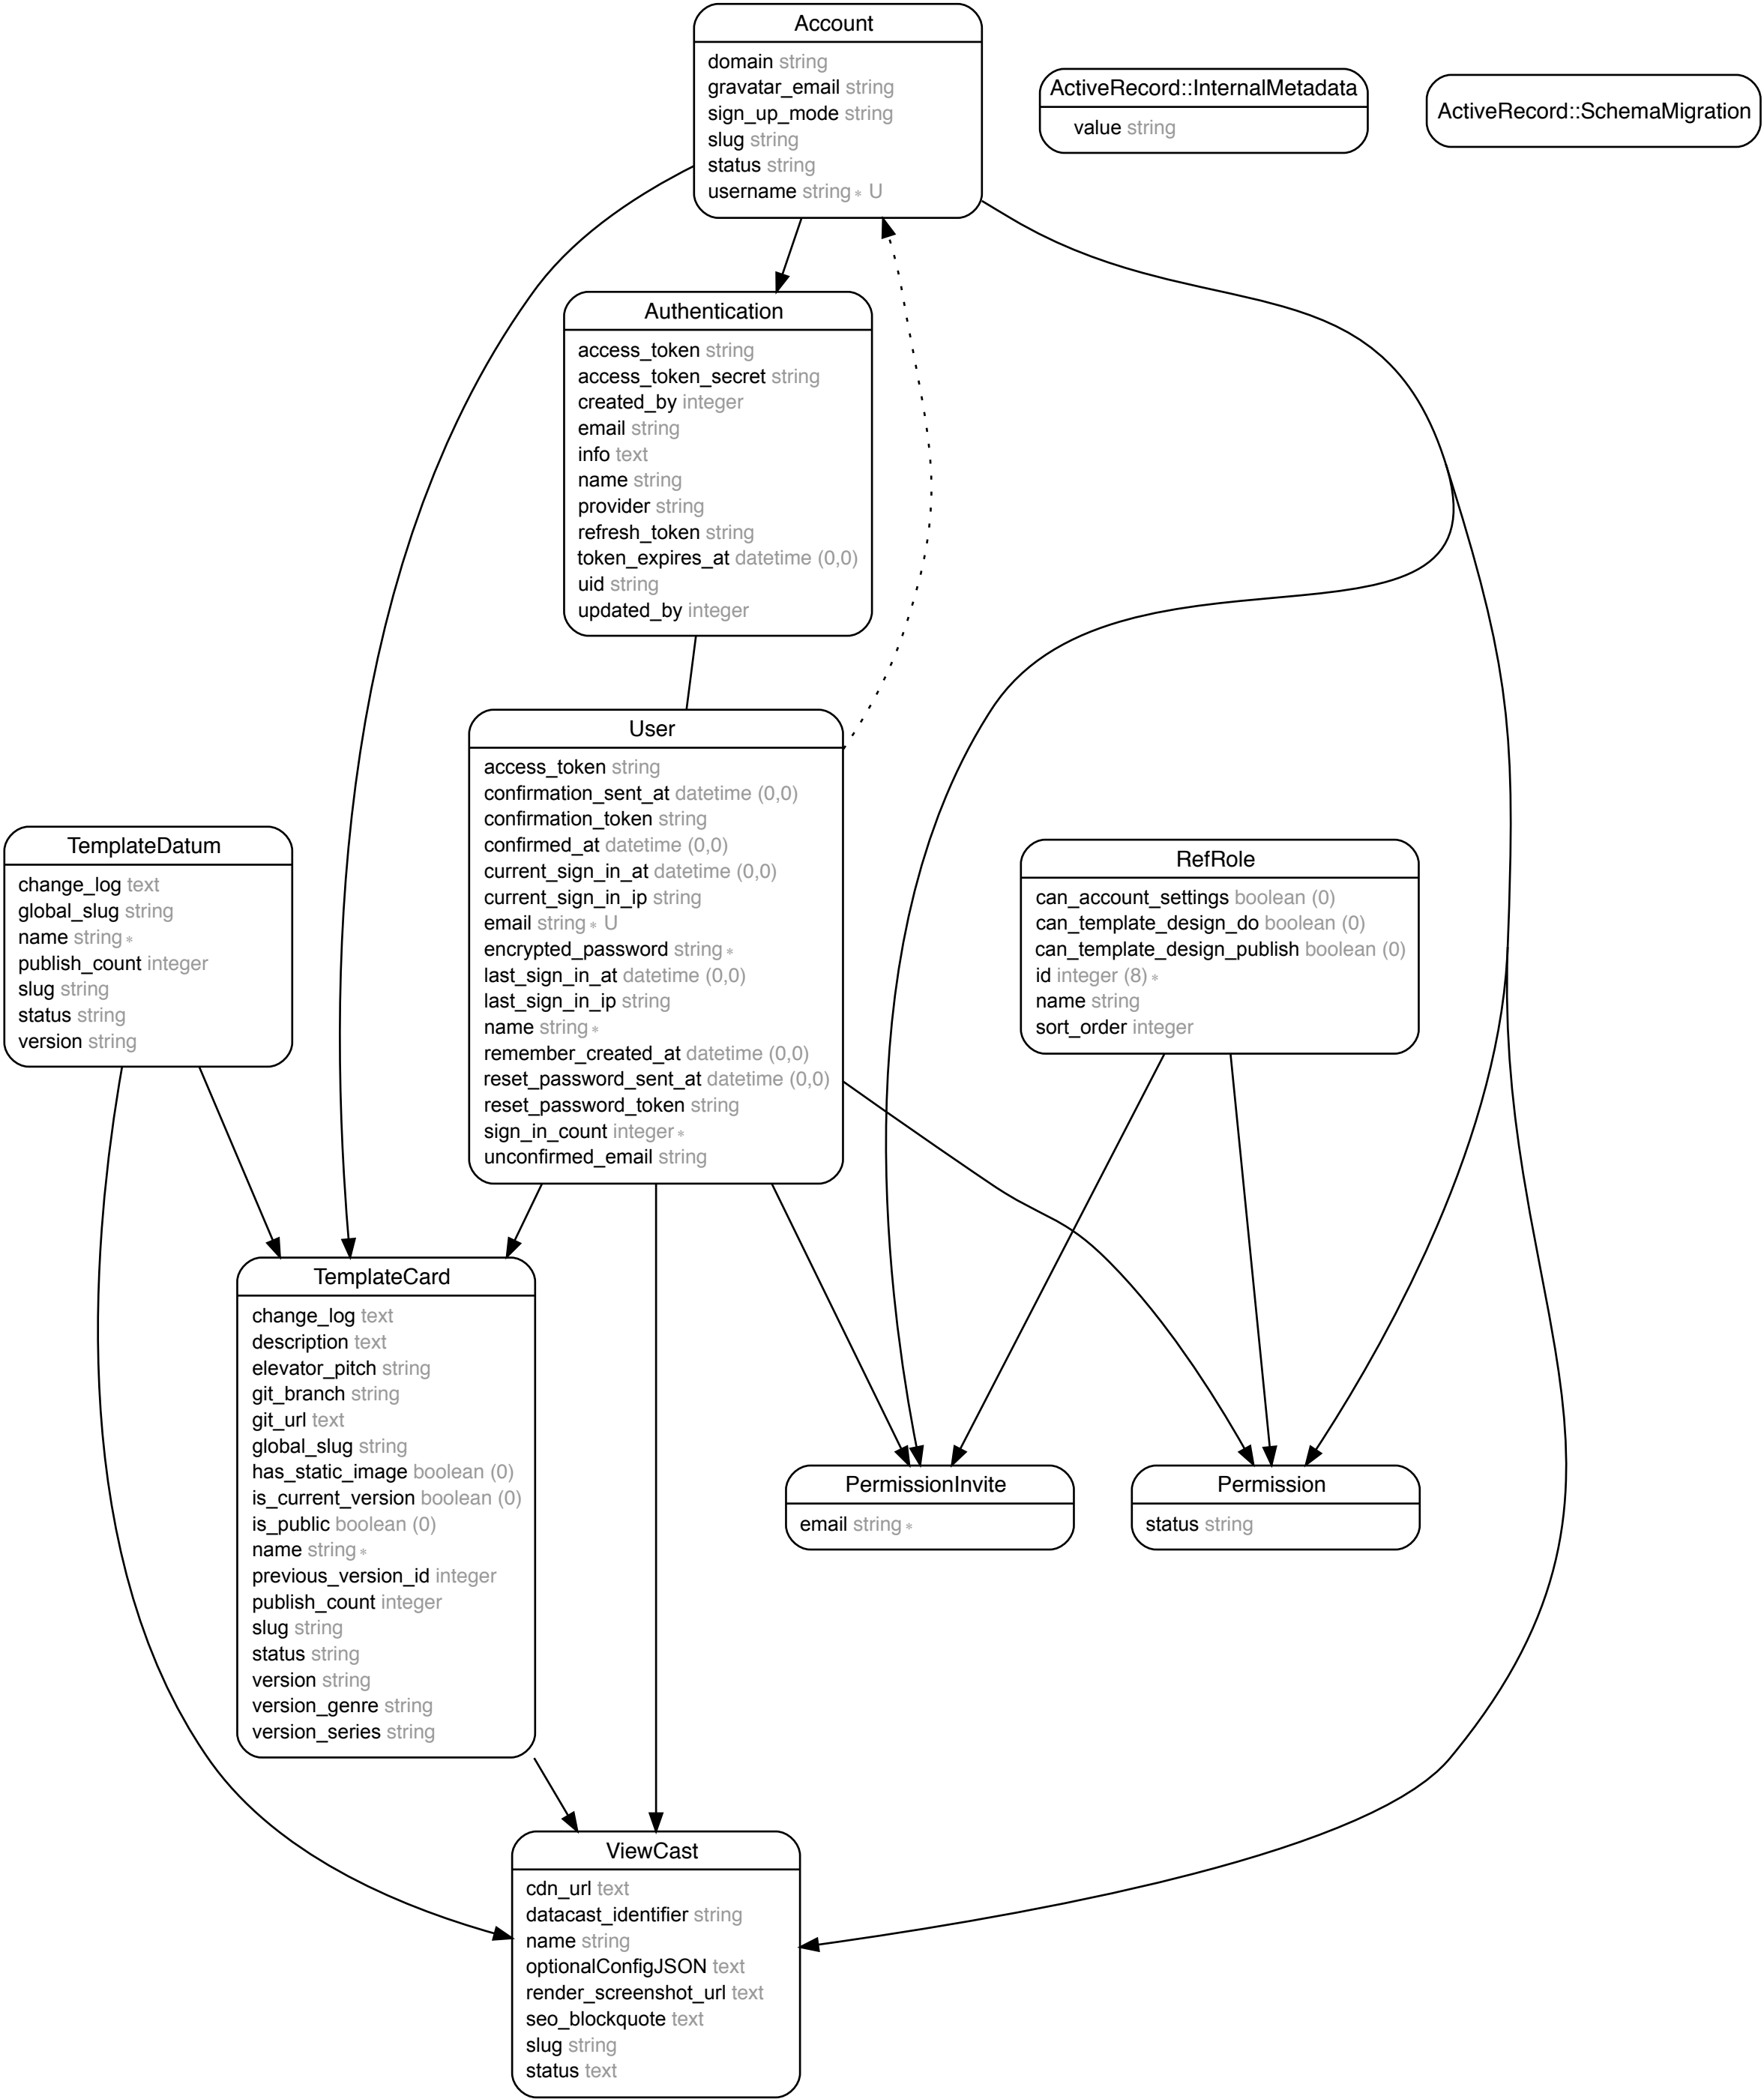 Account
domain string
gravatar_email string
sign_up_mode string
slug string
status string
username string∗ U
ActiveRecord::InternalMetadata
value string
ActiveRecord::SchemaMigration
Authentication
access_token string
access_token_secret string
created_by integer
email string
info text
name string
provider string
refresh_token string
token_expires_at datetime (0,0)
uid string
updated_by integer
User
access_token string
confirmation_sent_at datetime (0,0)
confirmation_token string
confirmed_at datetime (0,0)
current_sign_in_at datetime (0,0)
current_sign_in_ip string
email string∗ U
encrypted_password string∗
last_sign_in_at datetime (0,0)
last_sign_in_ip string
name string∗
remember_created_at datetime (0,0)
reset_password_sent_at datetime (0,0)
reset_password_token string
sign_in_count integer∗
unconfirmed_email string
TemplateDatum
change_log text
global_slug string
name string∗
publish_count integer
slug string
status string
version string
RefRole
can_account_settings boolean (0)
can_template_design_do boolean (0)
can_template_design_publish boolean (0)
id integer (8)∗
name string
sort_order integer
TemplateCard
change_log text
description text
elevator_pitch string
git_branch string
git_url text
global_slug string
has_static_image boolean (0)
is_current_version boolean (0)
is_public boolean (0)
name string∗
previous_version_id integer
publish_count integer
slug string
status string
version string
version_genre string
version_series string
PermissionInvite
email string∗
Permission
status string
ViewCast
cdn_url text
datacast_identifier string
name string
optionalConfigJSON text
render_screenshot_url text
seo_blockquote text
slug string
status text